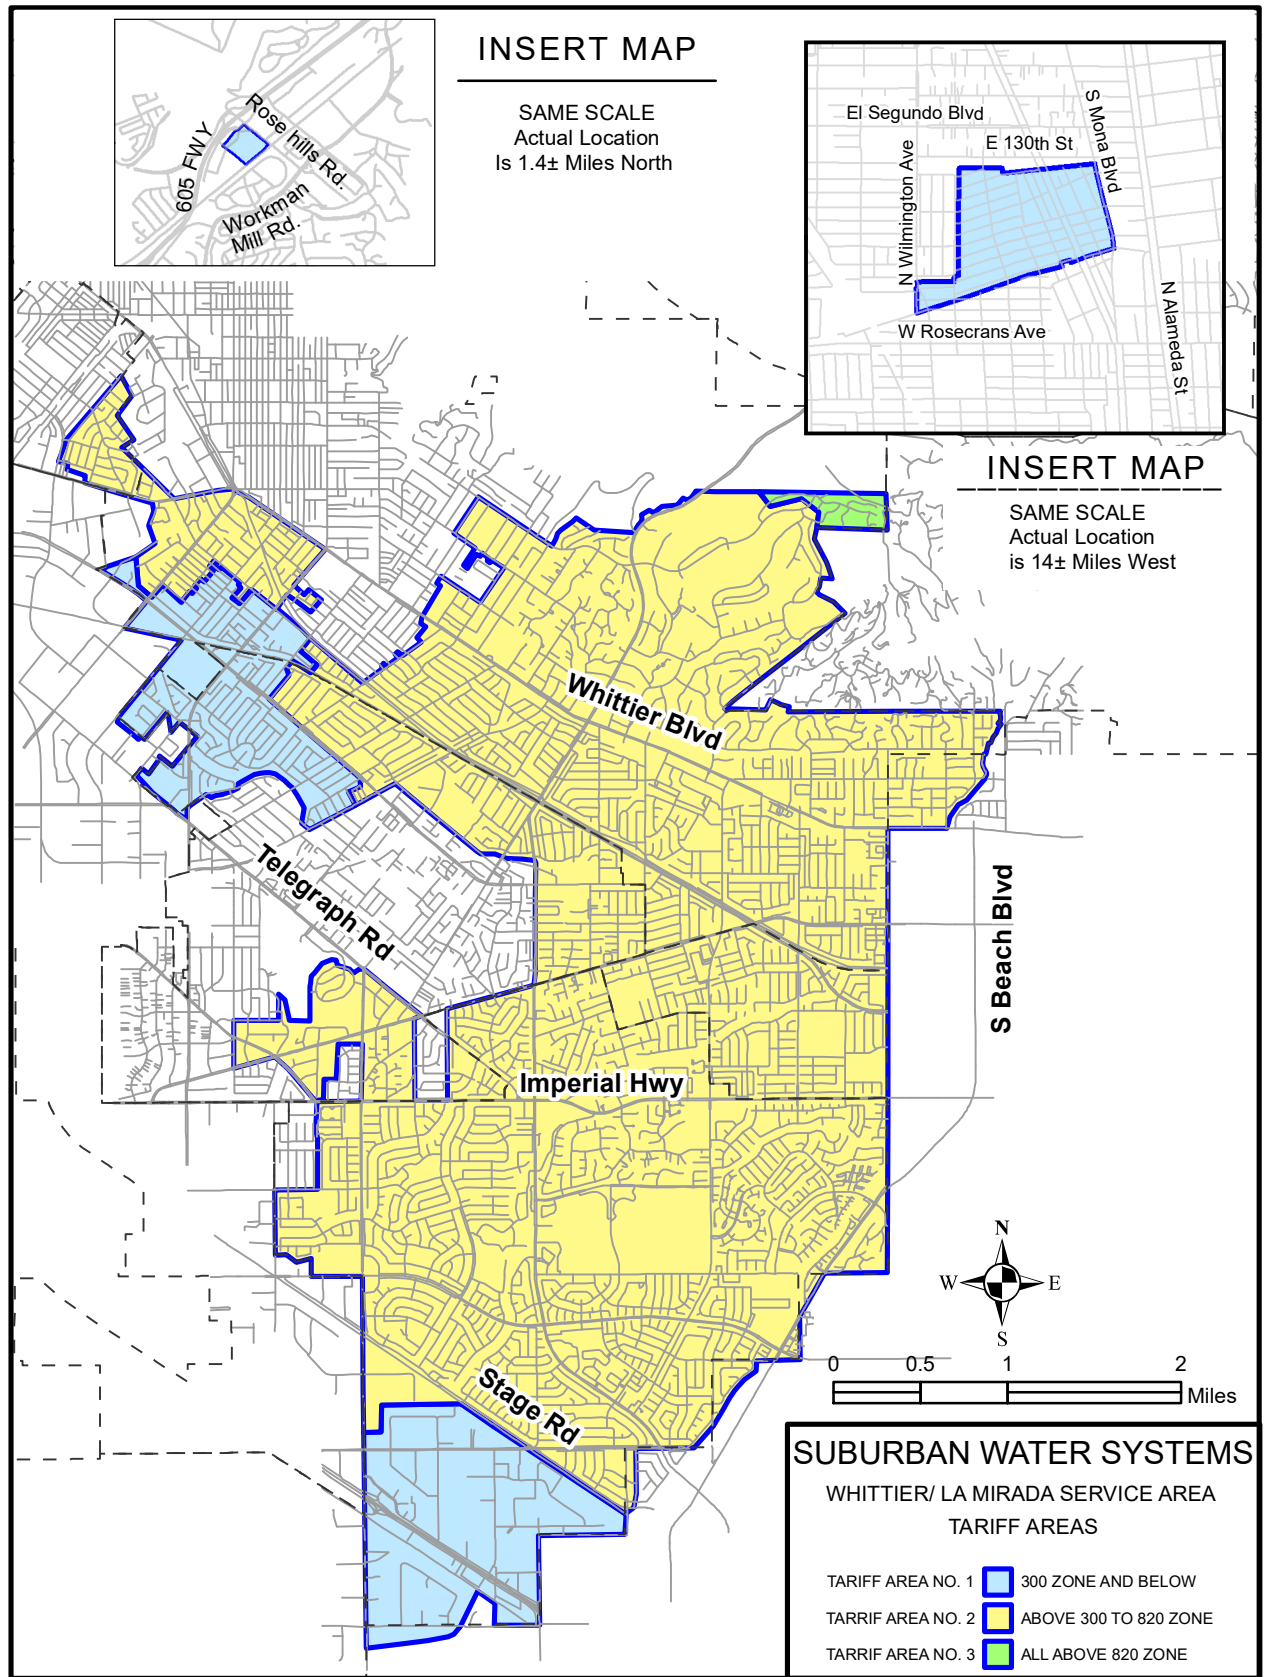 INSERT MAP
SAME SCALE
Actual Location
Is 1.4± Miles North
Rose hills Rd.
605 FWY
Workman
Mill Rd.
El Segundo Blvd
S Mona Blvd
E 130th St
N Wilmington Ave
W Rosecrans Ave
N Alameda St
INSERT MAP
SAME SCALE
Actual Location
is 14± Miles West
Whittier Blvd
Telegraph Rd
S Beach Blvd
Imperial Hwy
Stage Rd
N
W E
S
0 0.5 1 2
Miles
SUBURBAN WATER SYSTEMS
WHITTIER/ LA MIRADA SERVICE AREA
TARIFF AREAS
TARIFF AREA NO. 1 300 ZONE AND BELOW
TARRIF AREA NO. 2 ABOVE 300 TO 820 ZONE
TARRIF AREA NO. 3 ALL ABOVE 820 ZONE